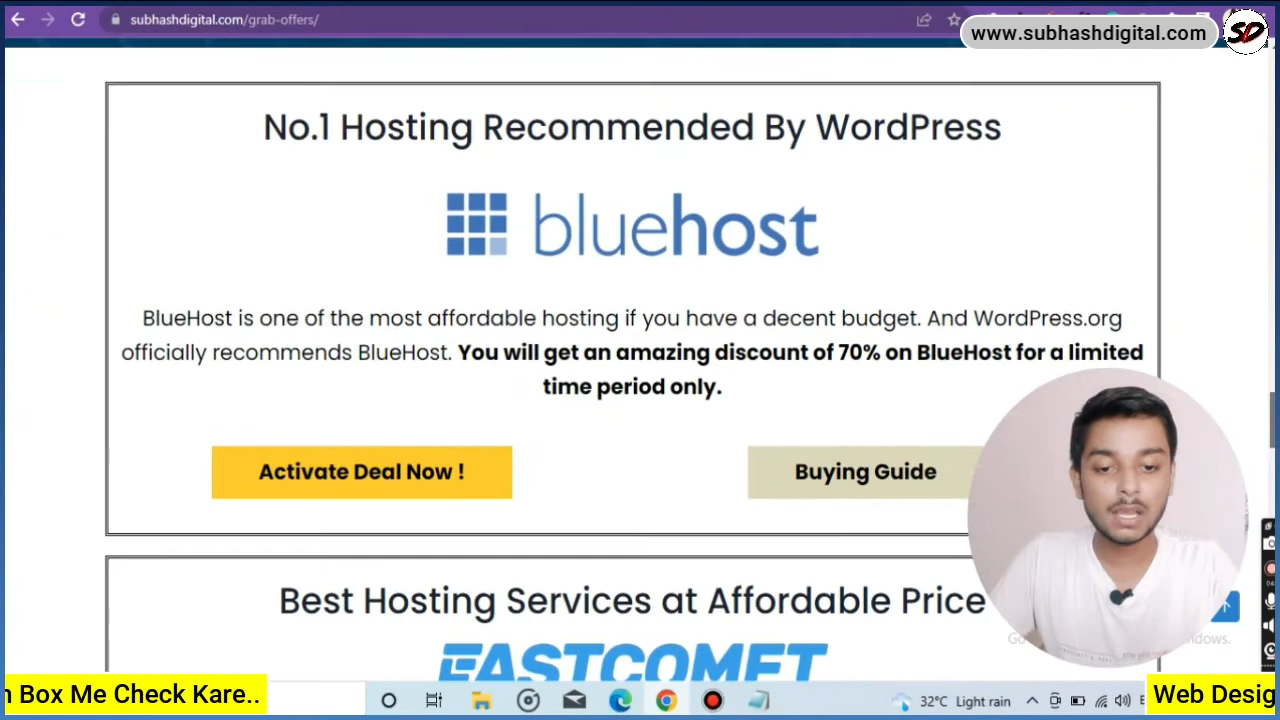 subhashdigital.com/grab-offers/
www.subhashdigital.com
SD
No.1 Hosting Recommended By WordPress
bluehost
BlueHost is one of the most affordable hosting if you have a decent budget. And WordPress.org
officially recommends BlueHost. You will get an amazing discount of 70% on BlueHost for a limited
time period only.
Activate Deal Now !
Buying Guide
Best Hosting Services at Affordable Price
FASTCOMET
Box Me Check Kare..
32°C Light rain
Web Desig